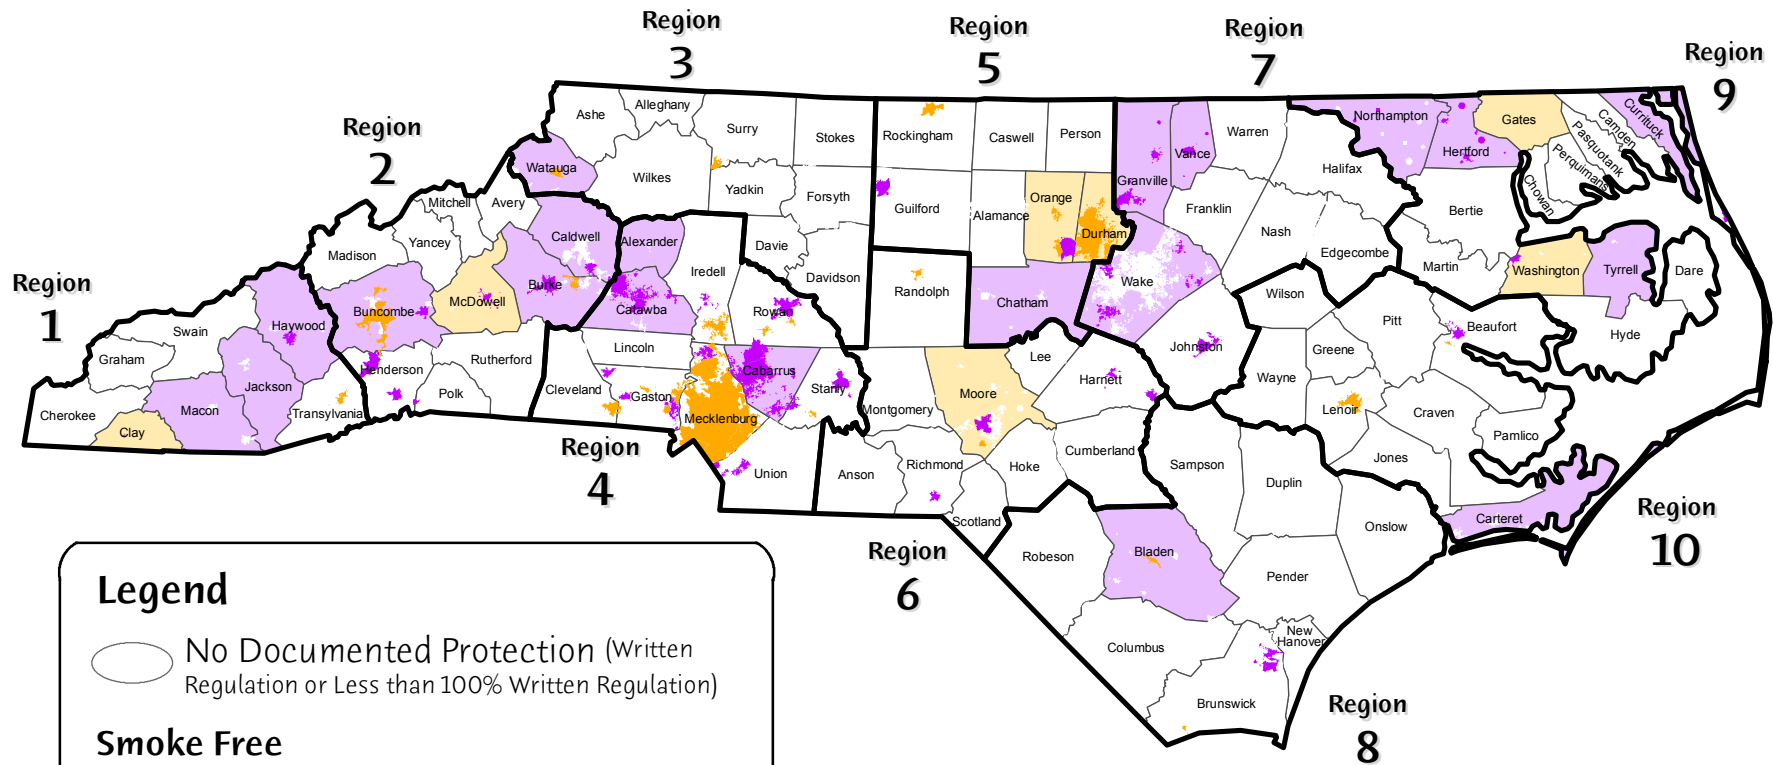 Region
3
Region
5
Region
7
Region
9
Region
2
Region
1
Ashe
Alleghany
Surry
Stokes
Rockingham
Caswell
Person
Granville
Vance
Warren
Northampton
Hertford
Gates
Currituck
Camden
Pasquotank
Perquimans
Chowan
Watauga
Wilkes
Yadkin
Forsyth
Guilford
Alamance
Orange
Durham
Franklin
Halifax
Bertie
Mitchell
Avery
Yancey
Madison
Caldwell
Alexander
Iredell
Davie
Davidson
Randolph
Chatham
Wake
Nash
Edgecombe
Martin
Washington
Tyrrell
Dare
Buncombe
McDowell
Burke
Catawba
Rowan
Haywood
Swain
Graham
Cherokee
Clay
Macon
Jackson
Transylvania
Henderson
Polk
Rutherford
Cleveland
Lincoln
Gaston
Mecklenburg
Cabarrus
Stanly
Union
Anson
Montgomery
Moore
Lee
Harnett
Johnston
Wilson
Greene
Wayne
Pitt
Beaufort
Hyde
Lenoir
Craven
Pamlico
Jones
Carteret
Onslow
Duplin
Sampson
Cumberland
Hoke
Richmond
Scotland
Robeson
Bladen
Pender
Columbus
New
Hanover
Brunswick
Region
4
Region
6
Region
10
Region
8
Legend
No Documented Protection (Written
Regulation or Less than 100% Written Regulation)
Smoke Free